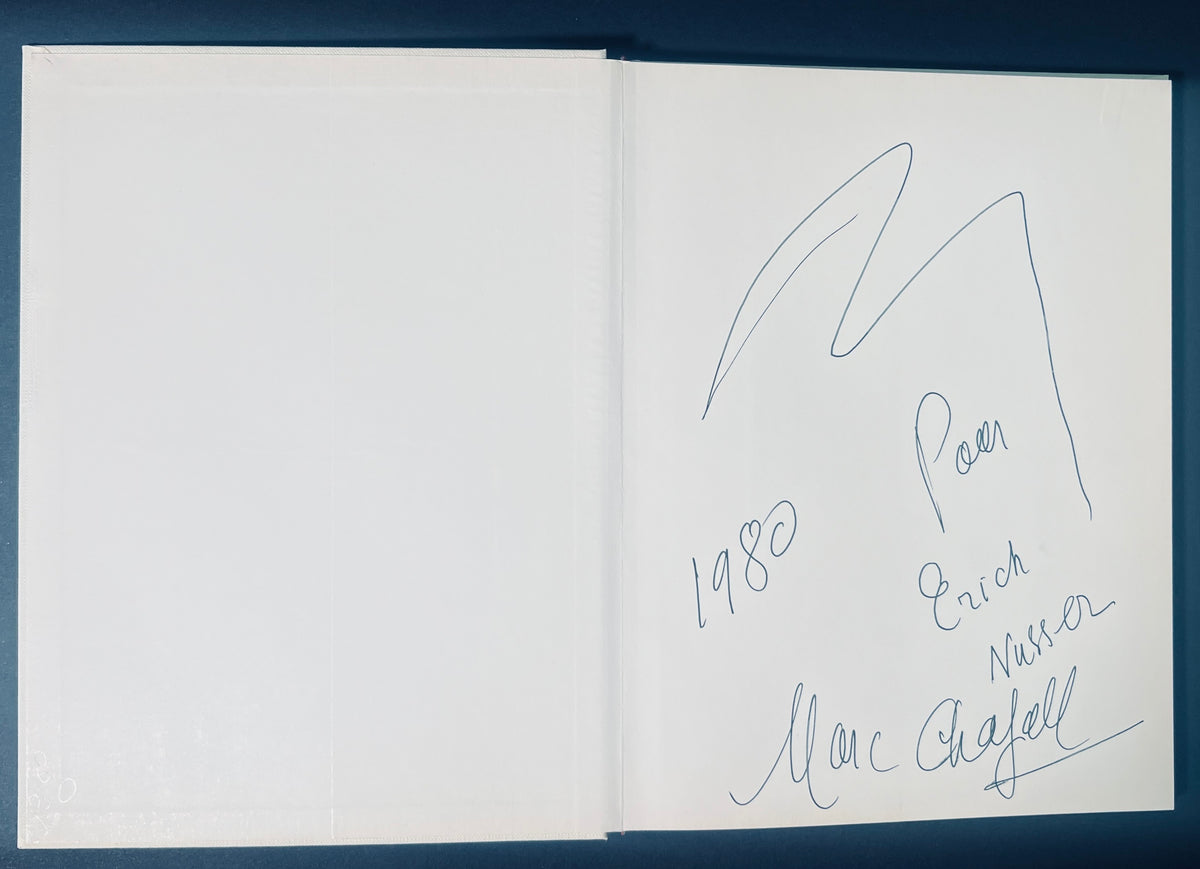 Pour
1980
Erich
Nusser
Marc Chagall